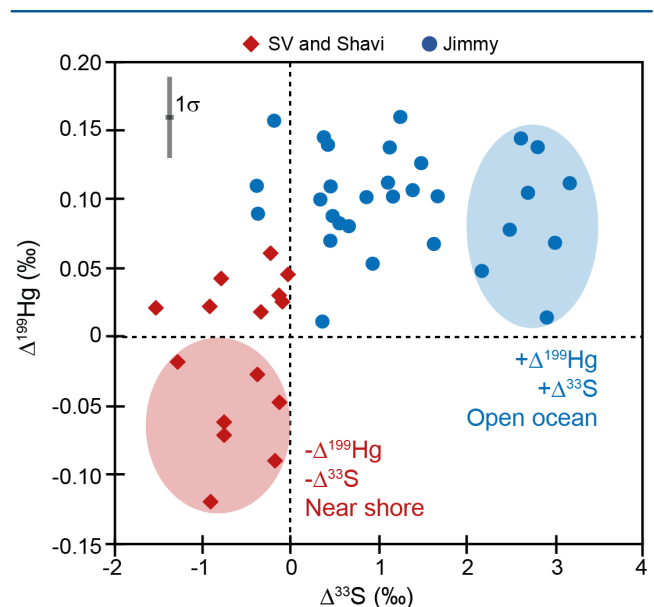 SV and Shavi
Jimmy
0.20
0.15
0.10
0.05
0
-0.05
-0.10
-0.15
Δ¹⁹⁹Hg (‰)
1σ
+Δ¹⁹⁹Hg
+Δ³³S
Open ocean
-Δ¹⁹⁹Hg
-Δ³³S
Near shore
-2
-1
0
1
2
3
4
Δ³³S (‰)